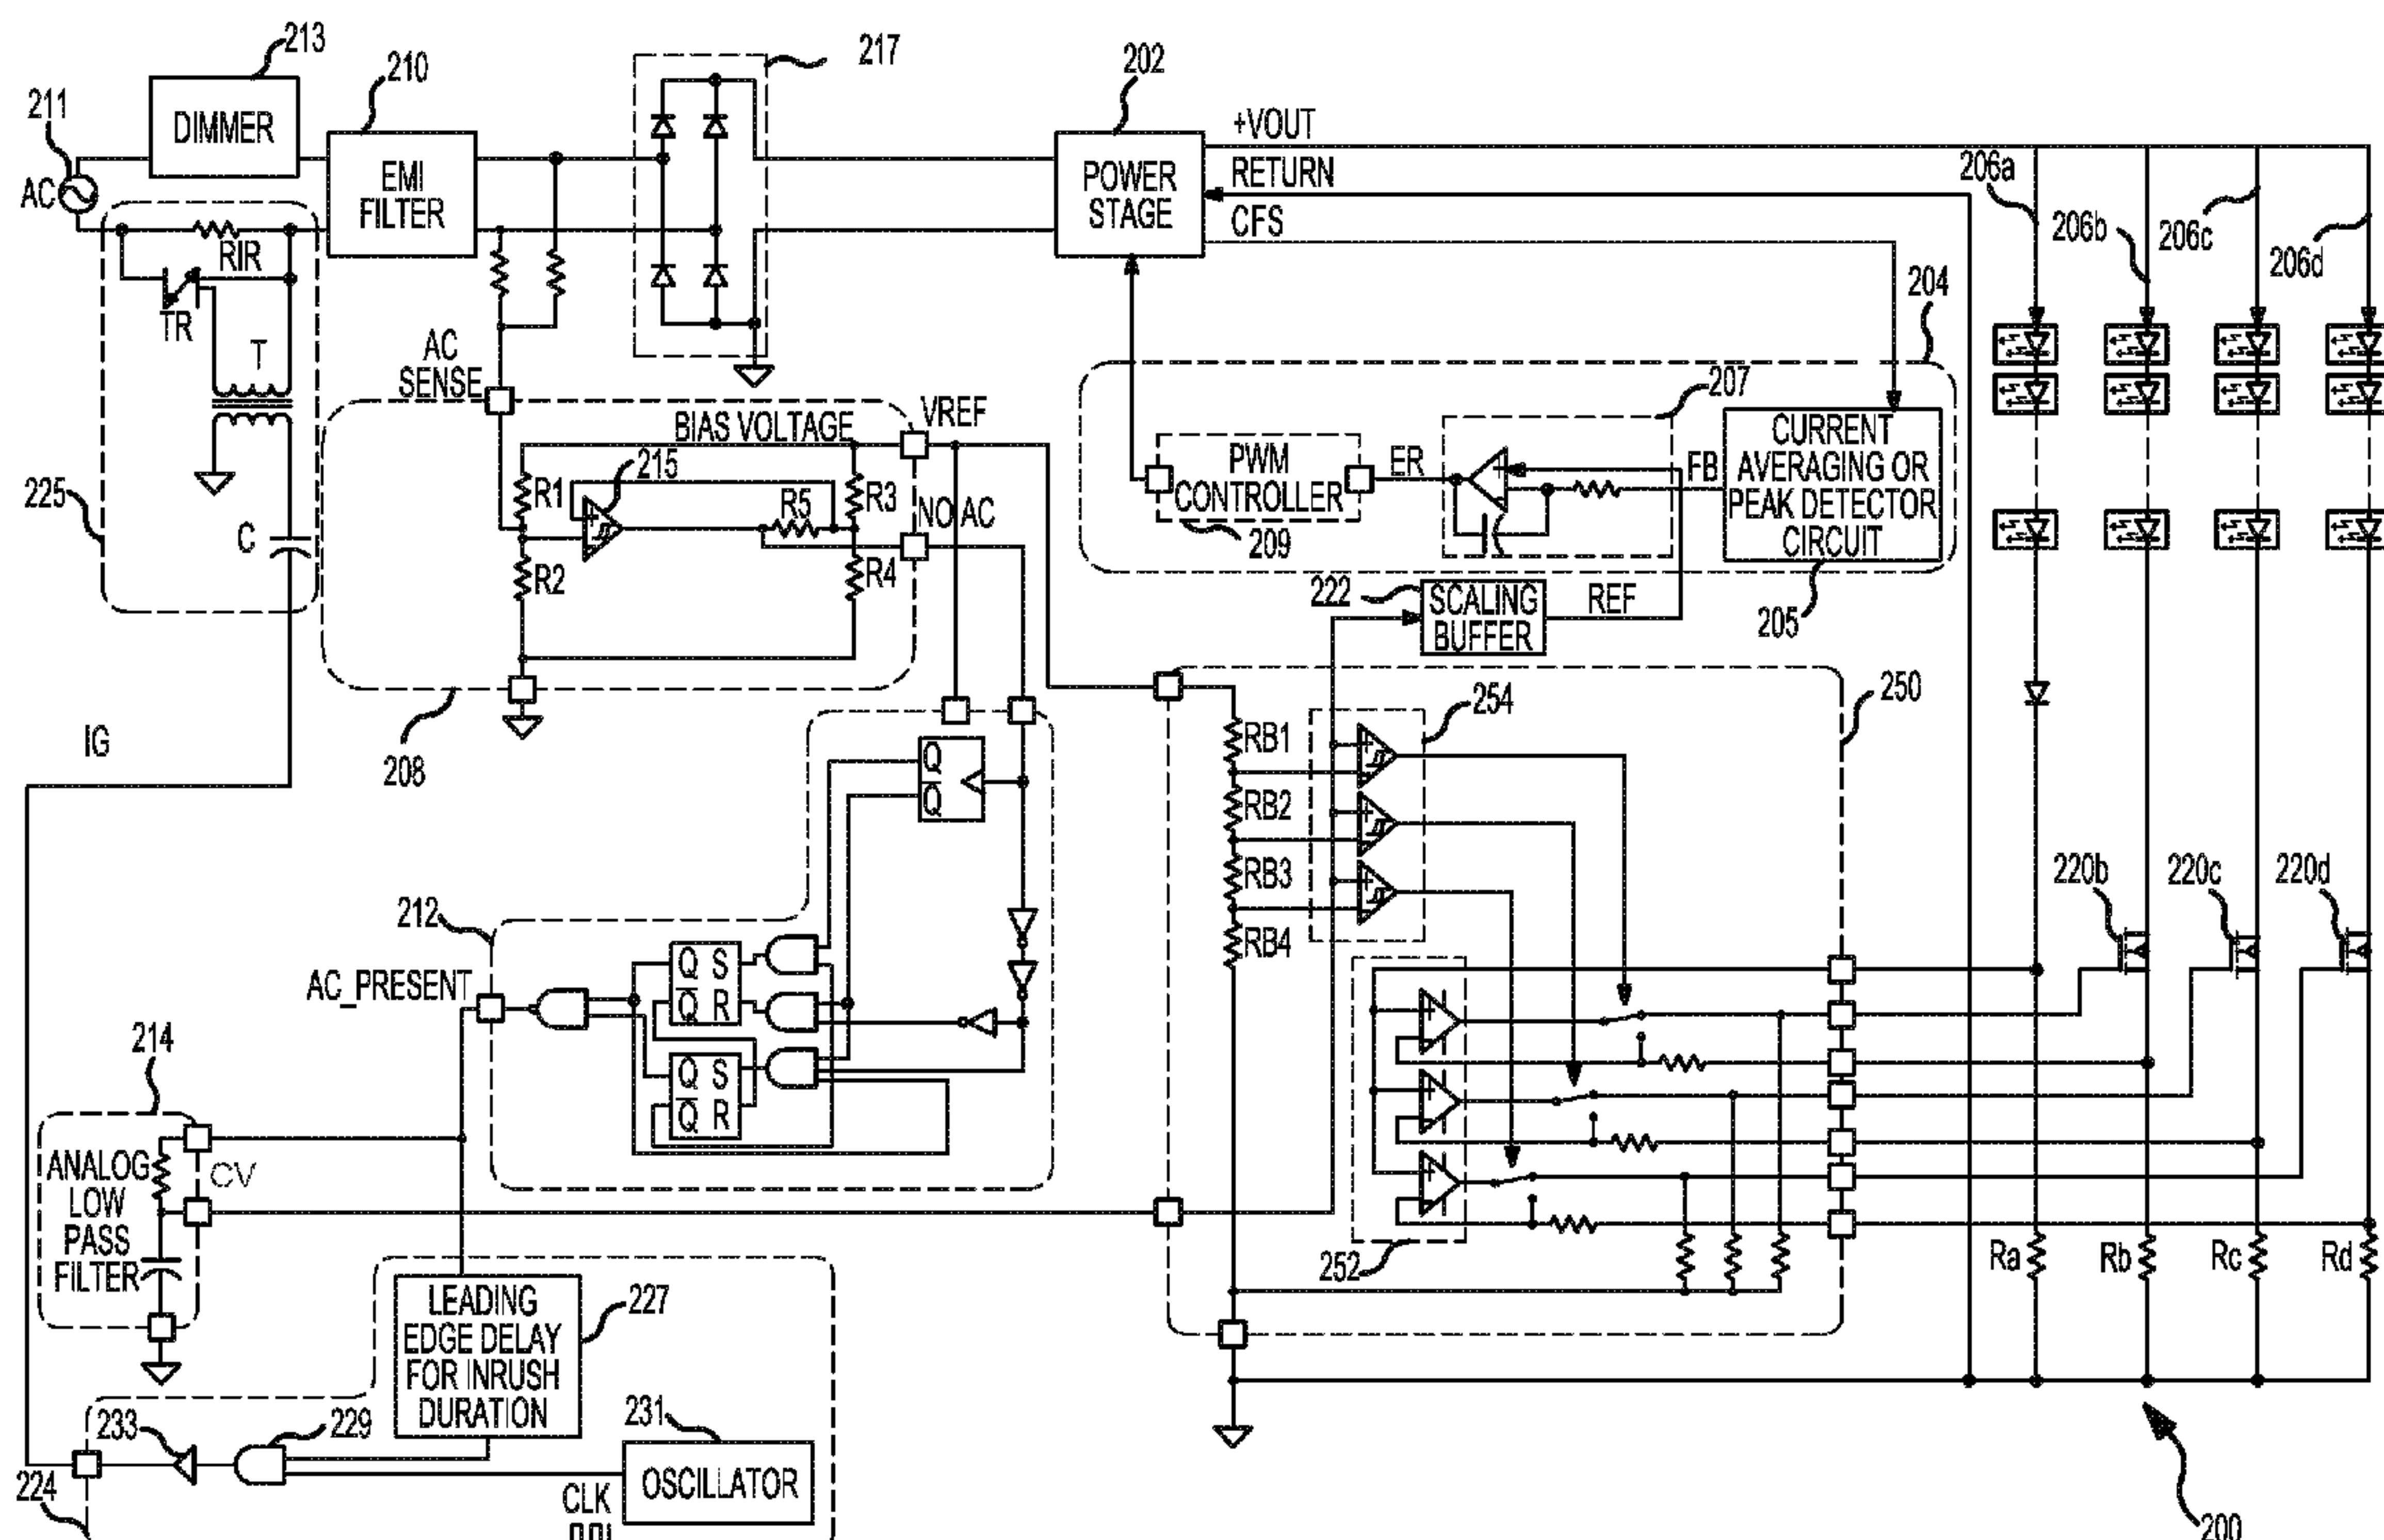 213
217
202
210
211
DIMMER
+VOUT
206a
EMI
FILTER
POWER
STAGE
RETURN
CFS
206b
206c
206d
AC
RIR
204
TR
T
AC
SENSE
207
BIAS VOLTAGE
VREF
215
PWM
CONTROLLER
ER
FB
CURRENT
AVERAGING OR
PEAK DETECTOR
CIRCUIT
225
R1
R5
R3
NO AC
C
209
R2
R4
222
SCALING
BUFFER
REF
205
254
250
IG
RB1
208
Q
Q
RB2
RB3
220b
220c
220d
212
RB4
Q S
Q R
AC_PRESENT
214
Q S
Q R
ANALOG
LOW
PASS
FILTER
CV
252
Ra
Rb
Rc
Rd
LEADING
EDGE DELAY
FOR INRUSH
DURATION
227
233
229
231
224
OSCILLATOR
CLK
200